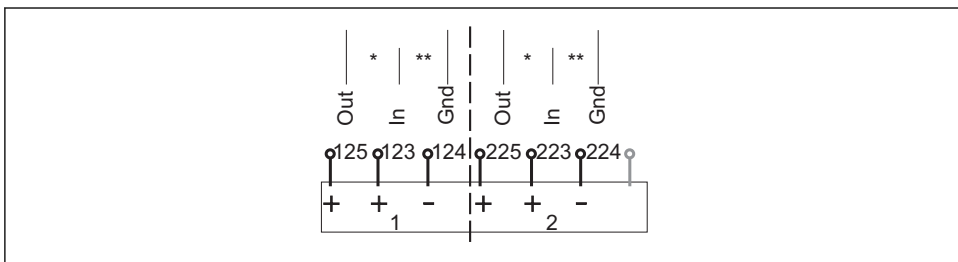 * ** * **
Out In Gnd Out In Gnd
125 123 124 225 223 224
+ + - + + -
1 2